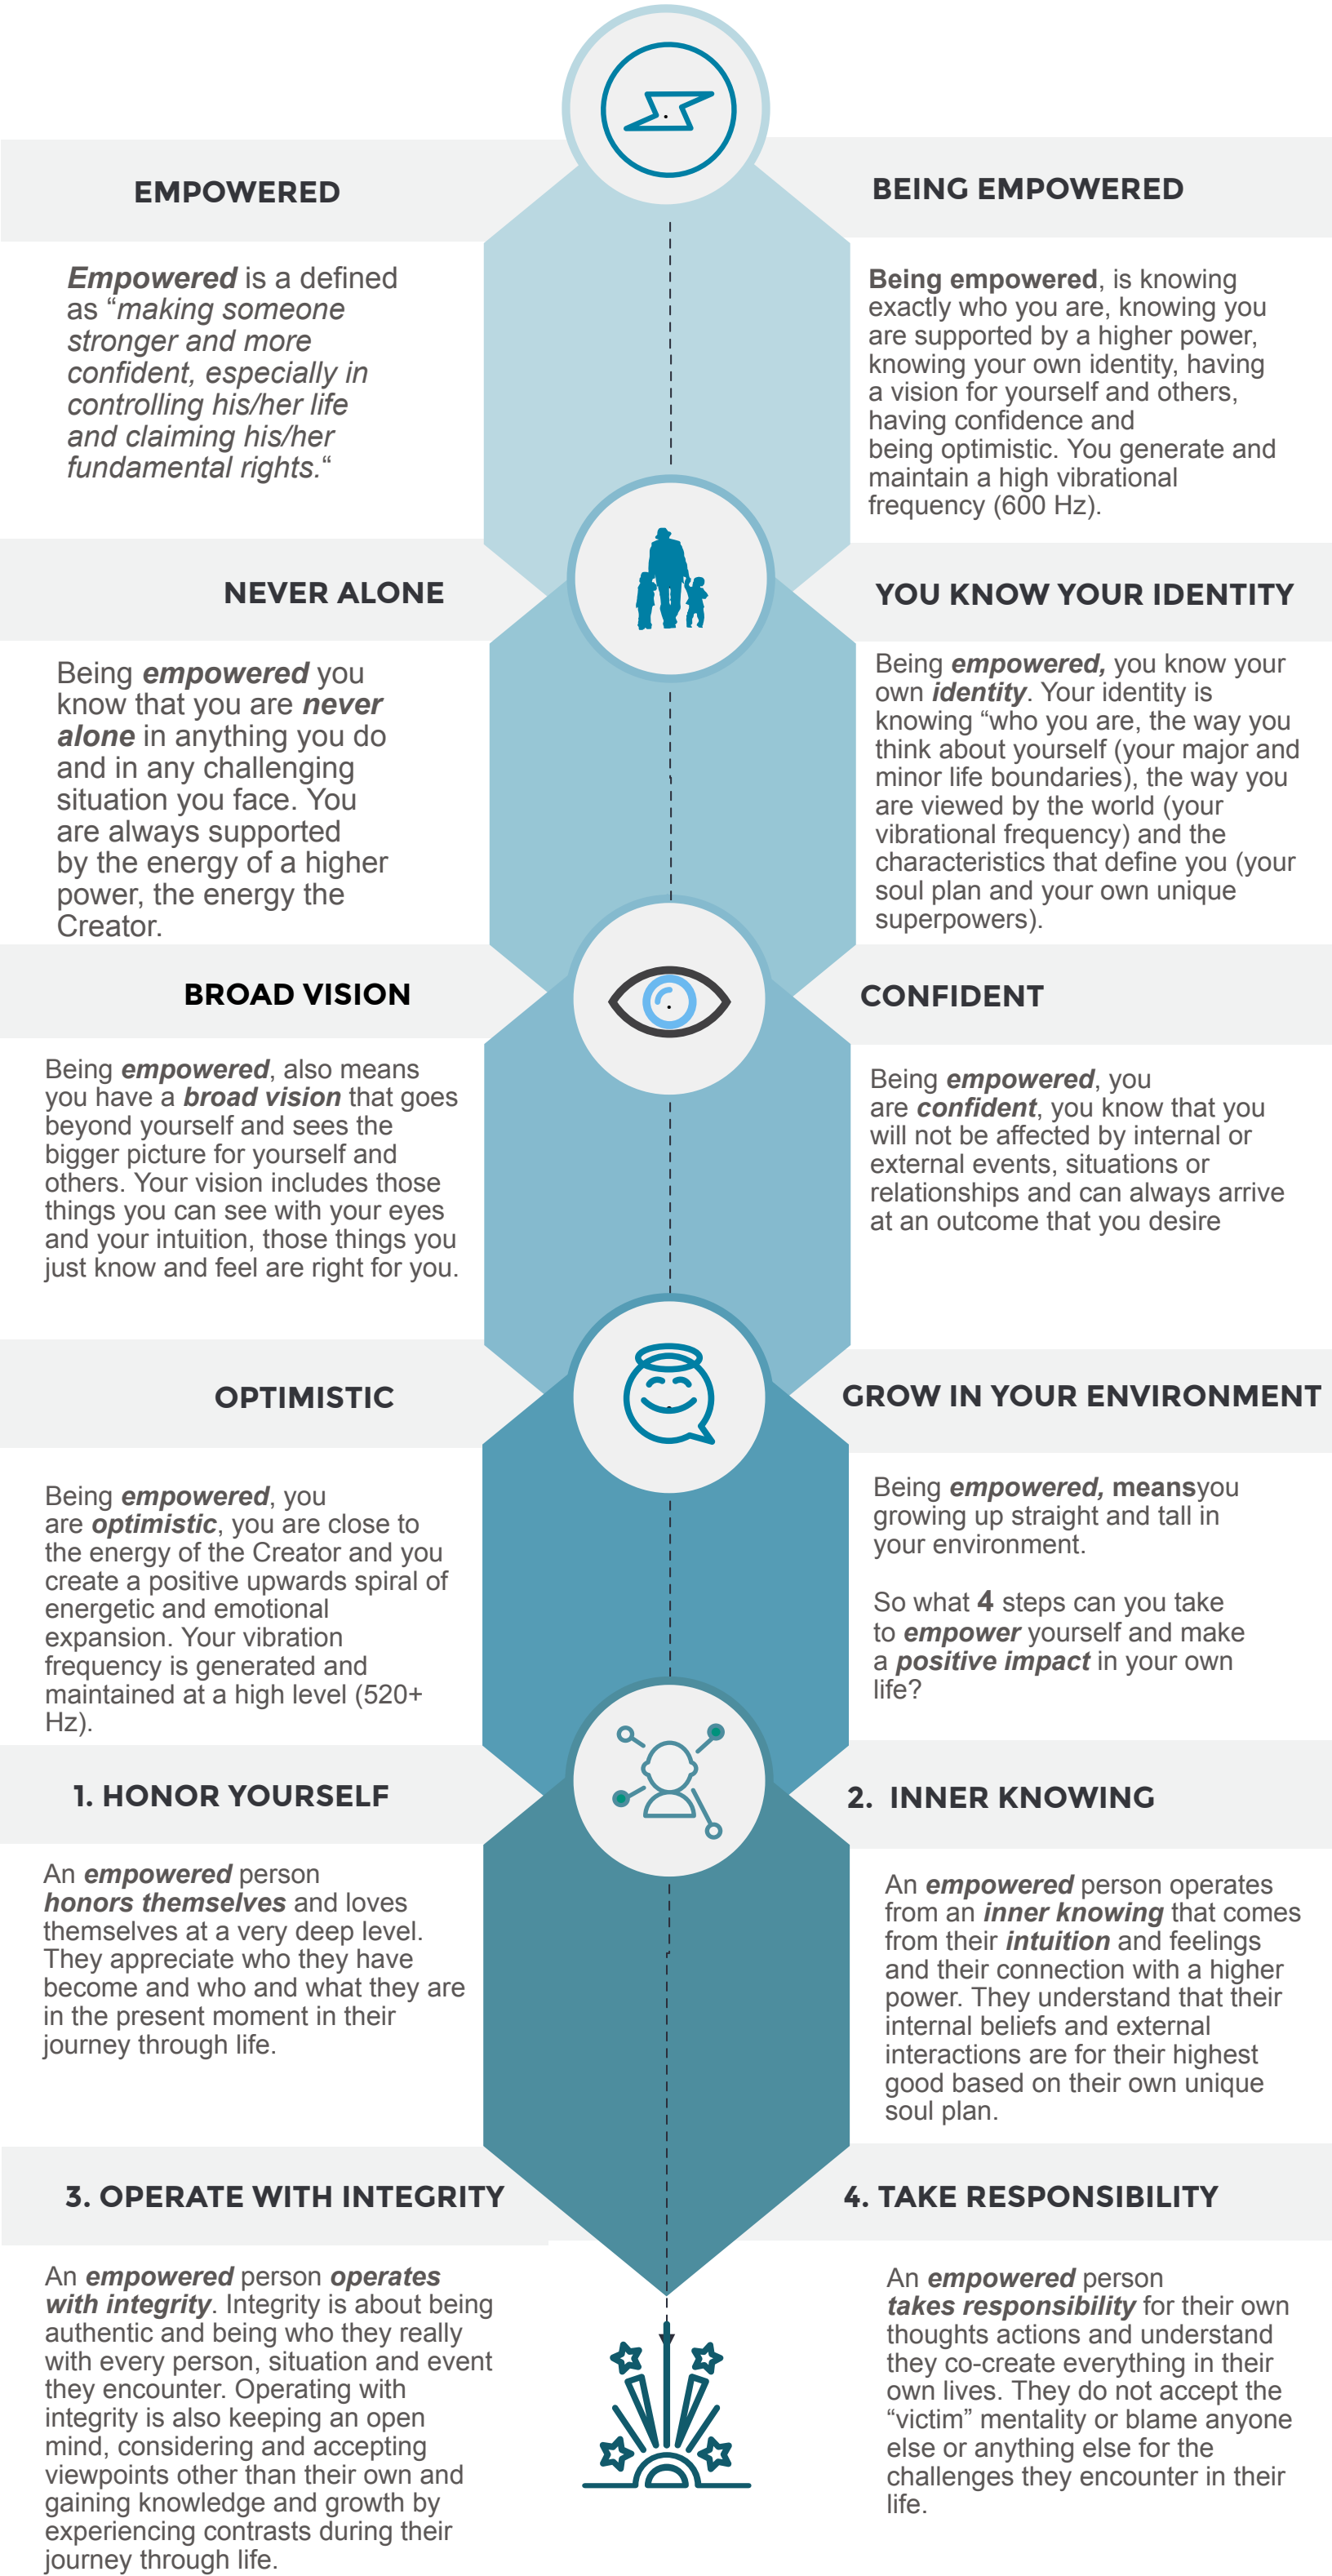 EMPOWERED
Empowered is a defined
as “making someone
stronger and more
confident, especially in
controlling his/her life
and claiming his/her
fundamental rights.“
BEING EMPOWERED
Being empowered, is knowing
exactly who you are, knowing you
are supported by a higher power,
knowing your own identity, having
a vision for yourself and others,
having confidence and
being optimistic. You generate and
maintain a high vibrational
frequency (600 Hz).
NEVER ALONE
Being empowered you
know that you are never
alone in anything you do
and in any challenging
situation you face. You
are always supported
by the energy of a higher
power, the energy the
Creator.
YOU KNOW YOUR IDENTITY
Being empowered, you know your
own identity. Your identity is
knowing “who you are, the way you
think about yourself (your major and
minor life boundaries), the way you
are viewed by the world (your
vibrational frequency) and the
characteristics that define you (your
soul plan and your own unique
superpowers).
BROAD VISION
Being empowered, also means
you have a broad vision that goes
beyond yourself and sees the
bigger picture for yourself and
others. Your vision includes those
things you can see with your eyes
and your intuition, those things you
just know and feel are right for you.
CONFIDENT
Being empowered, you
are confident, you know that you
will not be affected by internal or
external events, situations or
relationships and can always arrive
at an outcome that you desire
OPTIMISTIC
Being empowered, you
are optimistic, you are close to
the energy of the Creator and you
create a positive upwards spiral of
energetic and emotional
expansion. Your vibration
frequency is generated and
maintained at a high level (520+
Hz).
GROW IN YOUR ENVIRONMENT
Being empowered, meansyou
growing up straight and tall in
your environment.
So what 4 steps can you take
to empower yourself and make
a positive impact in your own
life?
1. HONOR YOURSELF
An empowered person
honors themselves and loves
themselves at a very deep level.
They appreciate who they have
become and who and what they are
in the present moment in their
journey through life.
2. INNER KNOWING
An empowered person operates
from an inner knowing that comes
from their intuition and feelings
and their connection with a higher
power. They understand that their
internal beliefs and external
interactions are for their highest
good based on their own unique
soul plan.
3. OPERATE WITH INTEGRITY
An empowered person operates
with integrity. Integrity is about being
authentic and being who they really
with every person, situation and event
they encounter. Operating with
integrity is also keeping an open
mind, considering and accepting
viewpoints other than their own and
gaining knowledge and growth by
experiencing contrasts during their
journey through life.
4. TAKE RESPONSIBILITY
An empowered person
takes responsibility for their own
thoughts actions and understand
they co-create everything in their
own lives. They do not accept the
“victim” mentality or blame anyone
else or anything else for the
challenges they encounter in their
life.